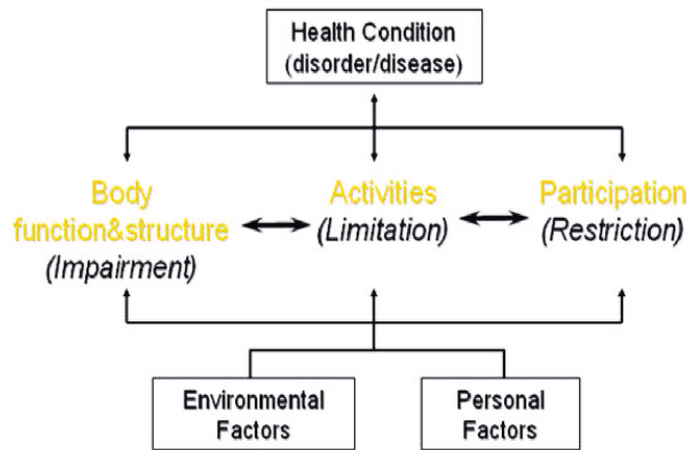 Health Condition
(disorder/disease)
Body
function&structure
(Impairment)
Activities
(Limitation)
Participation
(Restriction)
Environmental
Factors
Personal
Factors